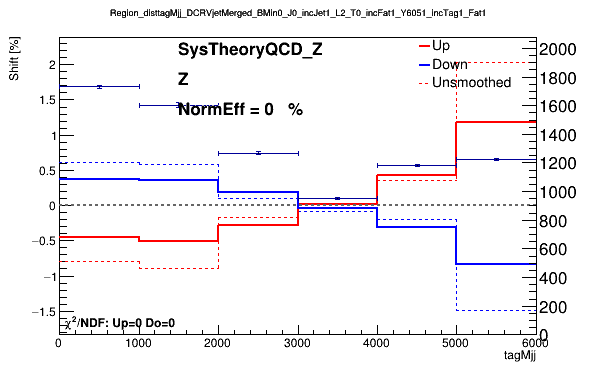 Region_disttagMjj_DCRVjetMerged_BMin0_J0_incJet1_L2_T0_incFat1_Y6051_incTag1_Fat1
Shift [%]
SysTheoryQCD_Z
Z
NormEff = 0 %
Up
Down
Unsmoothed
2
1.5
1
0.5
0
−0.5
−1
−1.5
2000
1800
1600
1400
1200
1000
800
600
400
200
0
χ²/NDF: Up=0 Do=0
0 1000 2000 3000 4000 5000 6000
tagMjj